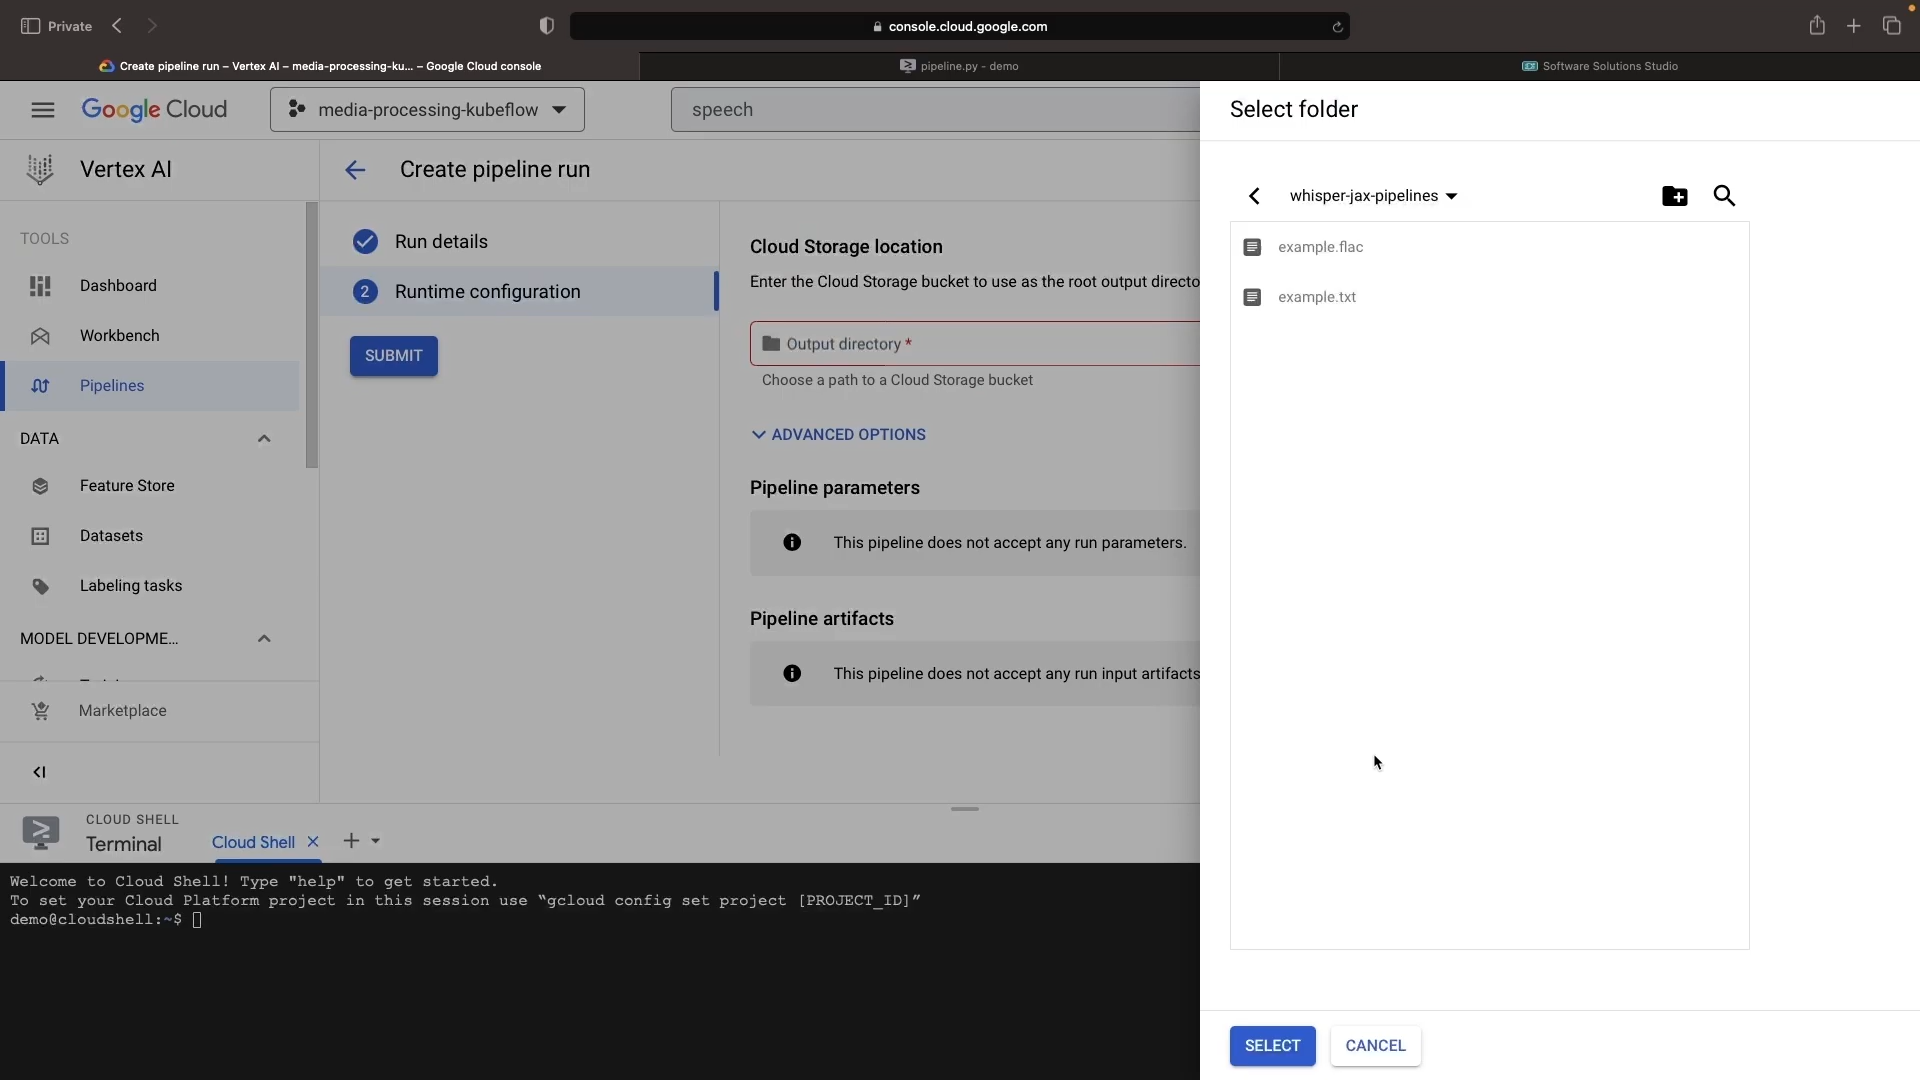 Private
console.cloud.google.com
Create pipeline run – Vertex AI – media-processing-ku... – Google Cloud console
pipeline.py - demo
Software Solutions Studio
Google Cloud
media-processing-kubeflow
speech
Select folder
Vertex AI
Create pipeline run
whisper-jax-pipelines
example.flac
example.txt
TOOLS
Dashboard
Workbench
Pipelines
DATA
Feature Store
Datasets
Labeling tasks
MODEL DEVELOPME...
Marketplace
Run details
2
Runtime configuration
SUBMIT
Cloud Storage location
Enter the Cloud Storage bucket to use as the root output directo
Output directory *
Choose a path to a Cloud Storage bucket
ADVANCED OPTIONS
Pipeline parameters
This pipeline does not accept any run parameters.
Pipeline artifacts
This pipeline does not accept any run input artifacts
CLOUD SHELL
Terminal
Cloud Shell
Welcome to Cloud Shell! Type "help" to get started.
To set your Cloud Platform project in this session use “gcloud config set project [PROJECT_ID]”
demo@cloudshell:~$
SELECT
CANCEL